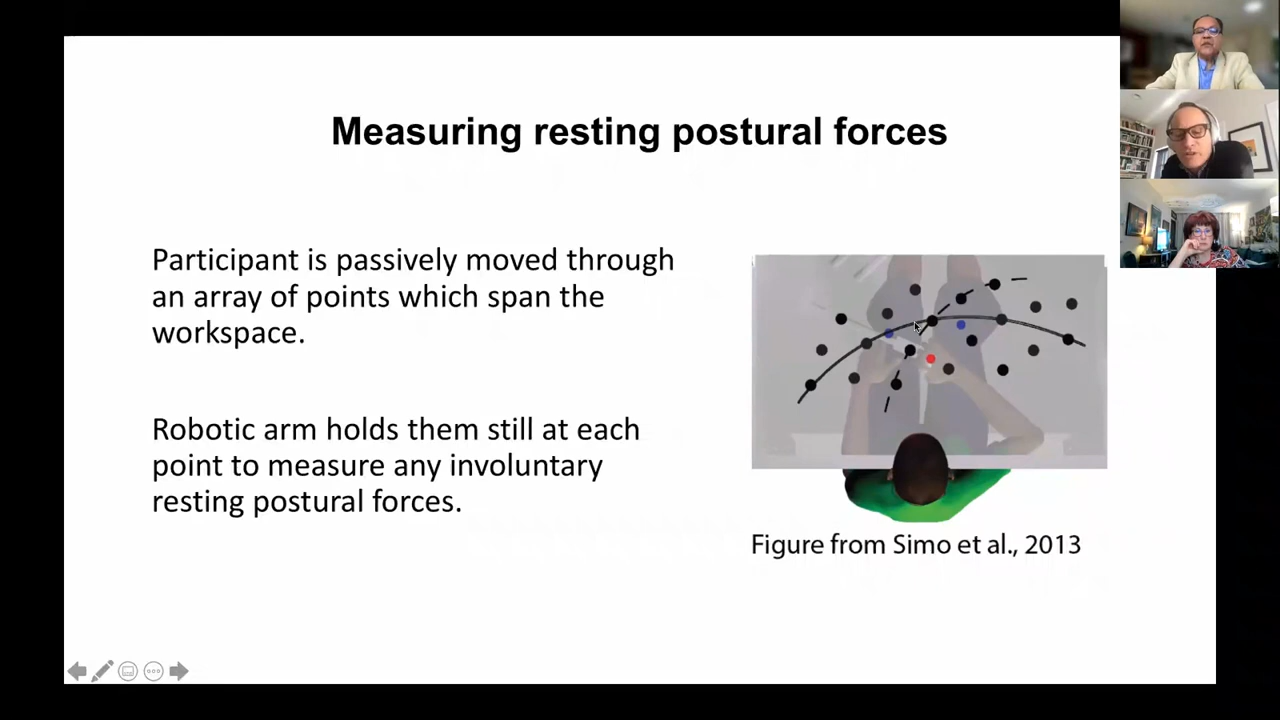 Measuring resting postural forces
Participant is passively moved through
an array of points which span the
workspace.
Robotic arm holds them still at each
point to measure any involuntary
resting postural forces.
Figure from Simo et al., 2013